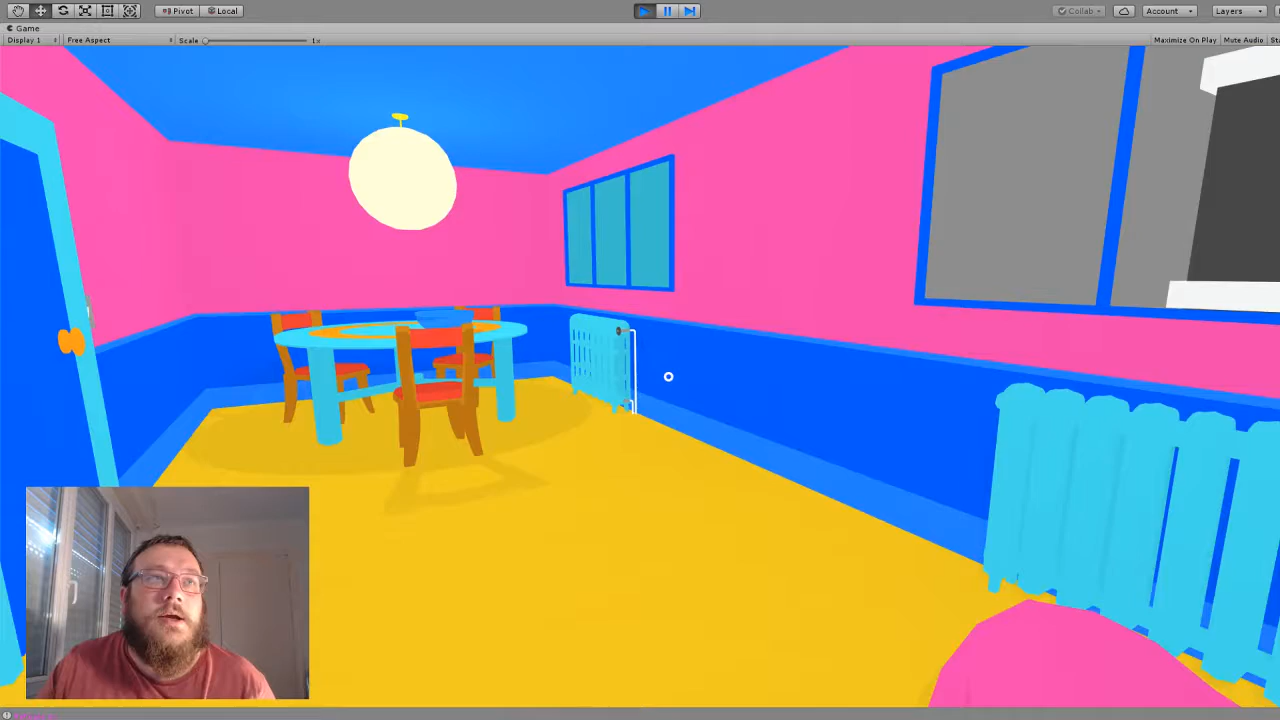 Pivot Local Collab Account Layers
Game
Display 1 Free Aspect Scale 1x Maximize On Play Mute Audio